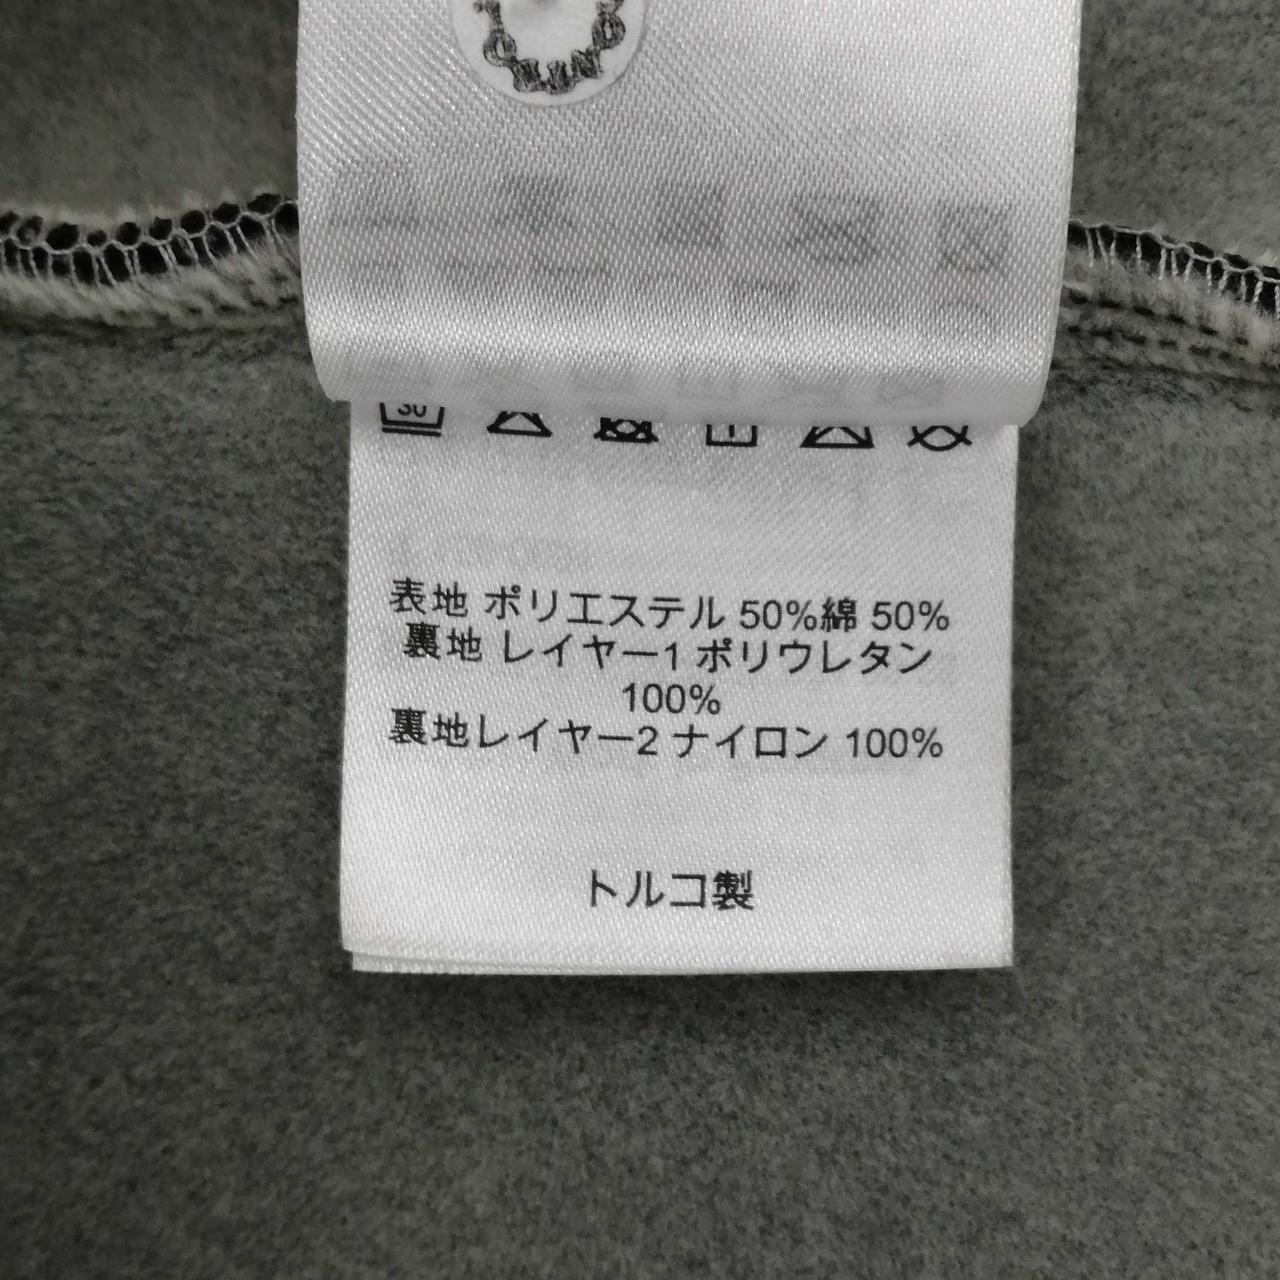 30
表地 ポリエステル 50%綿 50%
裏地 レイヤー1 ポリウレタン
100%
裏地レイヤー2 ナイロン 100%
トルコ製